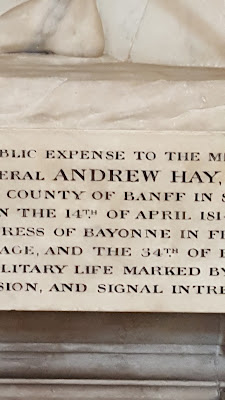 BLIC EXPENSE TO THE ME
ERAL ANDREW HAY,
COUNTY OF BANFF IN S
N THE 14TH OF APRIL 181
RESS OF BAYONNE IN F
AGE, AND THE 34TH OF
LITARY LIFE MARKED BY
SION, AND SIGNAL INTRE